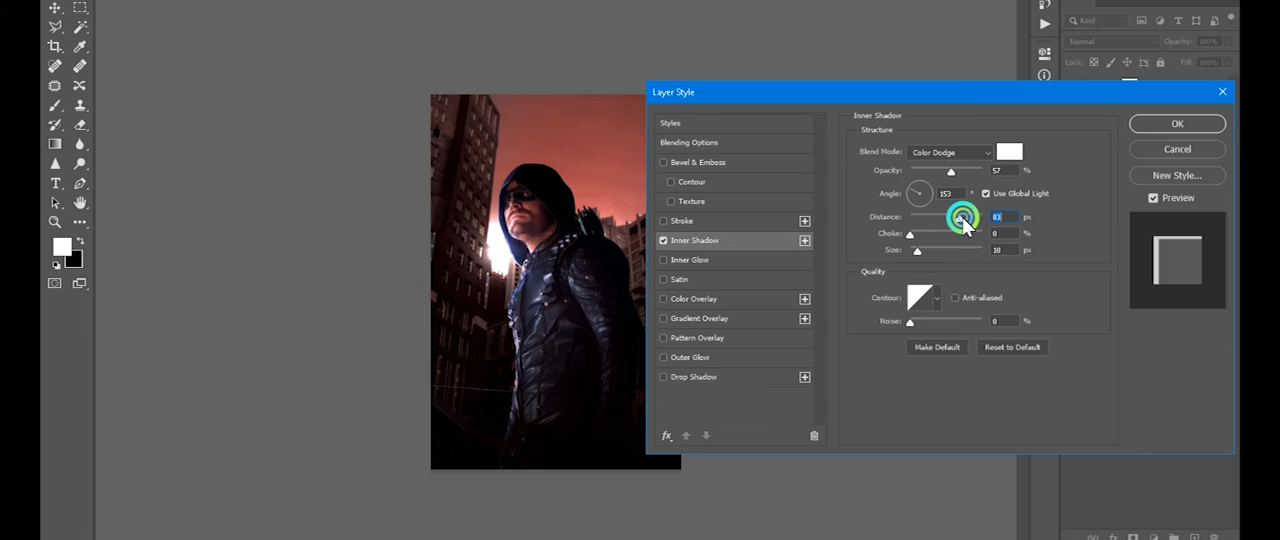 Kind
Normal
Opacity: 100%
Lock:
Fill: 100%
Layer Style
Styles
Blending Options
Bevel & Emboss
Contour
Texture
Stroke
Inner Shadow
Inner Glow
Satin
Color Overlay
Gradient Overlay
Pattern Overlay
Outer Glow
Drop Shadow
fx
Inner Shadow
Structure
Blend Mode: Color Dodge
Opacity: 57 %
Angle: 153 ° Use Global Light
Distance: 83 px
Choke: 0 %
Size: 10 px
Quality
Contour: Anti-aliased
Noise: 0 %
Make Default Reset to Default
OK
Cancel
New Style...
Preview
fx